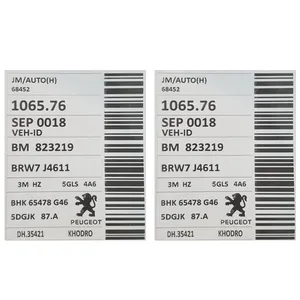 JM/AUTO(H)
68452
1065.76
SEP 0018
VEH-ID
BM 823219
BRW7 J4611
3M HZ 5GLS 4A6
BHK 65478 G46
5DGJK 87.A
PEUGEOT
DH.35421 KHODRO
JM/AUTO(H)
68452
1065.76
SEP 0018
VEH-ID
BM 823219
BRW7 J4611
3M HZ 5GLS 4A6
BHK 65478 G46
5DGJK 87.A
PEUGEOT
DH.35421 KHODRO